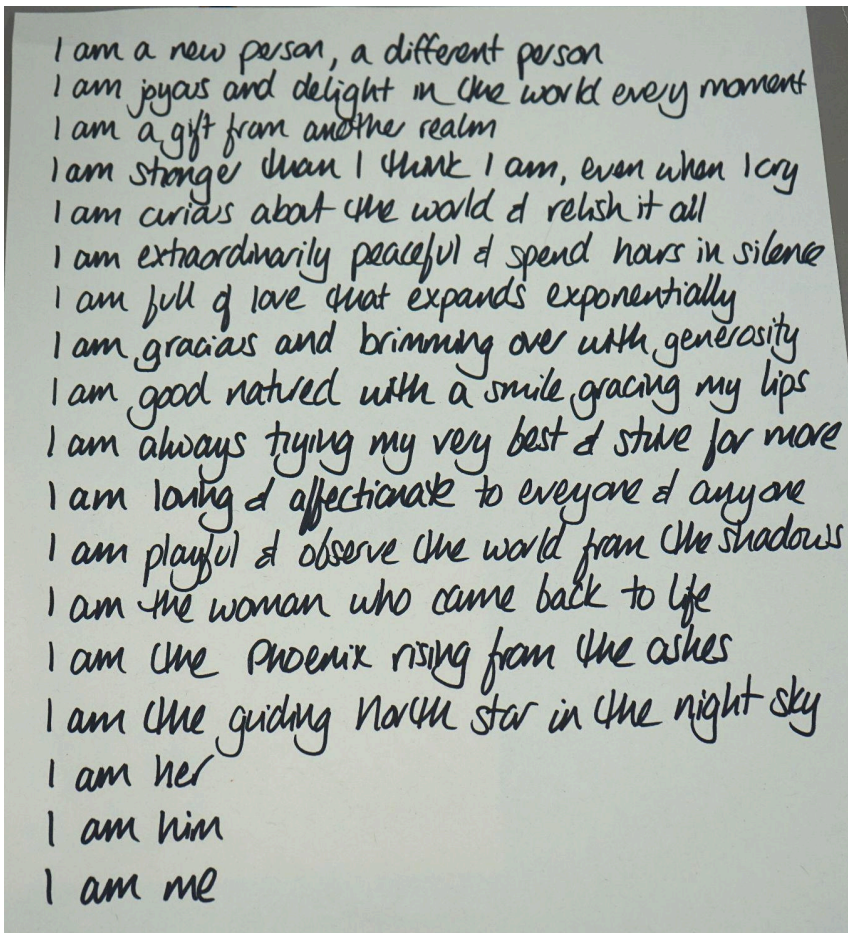 I am a new person, a different person
I am joyous and delight in the world every moment
I am a gift from another realm
I am stronger than I think I am, even when I cry
I am curious about the world & relish it all
I am extraordinarily peaceful & spend hours in silence
I am full of love that expands exponentially
I am gracious and brimming over with generosity
I am good natured with a smile gracing my lips
I am always trying my very best & strive for more
I am loving & affectionate to everyone & anyone
I am playful & observe the world from the shadows
I am the woman who came back to life
I am the Phoenix rising from the ashes
I am the guiding North star in the night sky
I am her
I am him
I am me